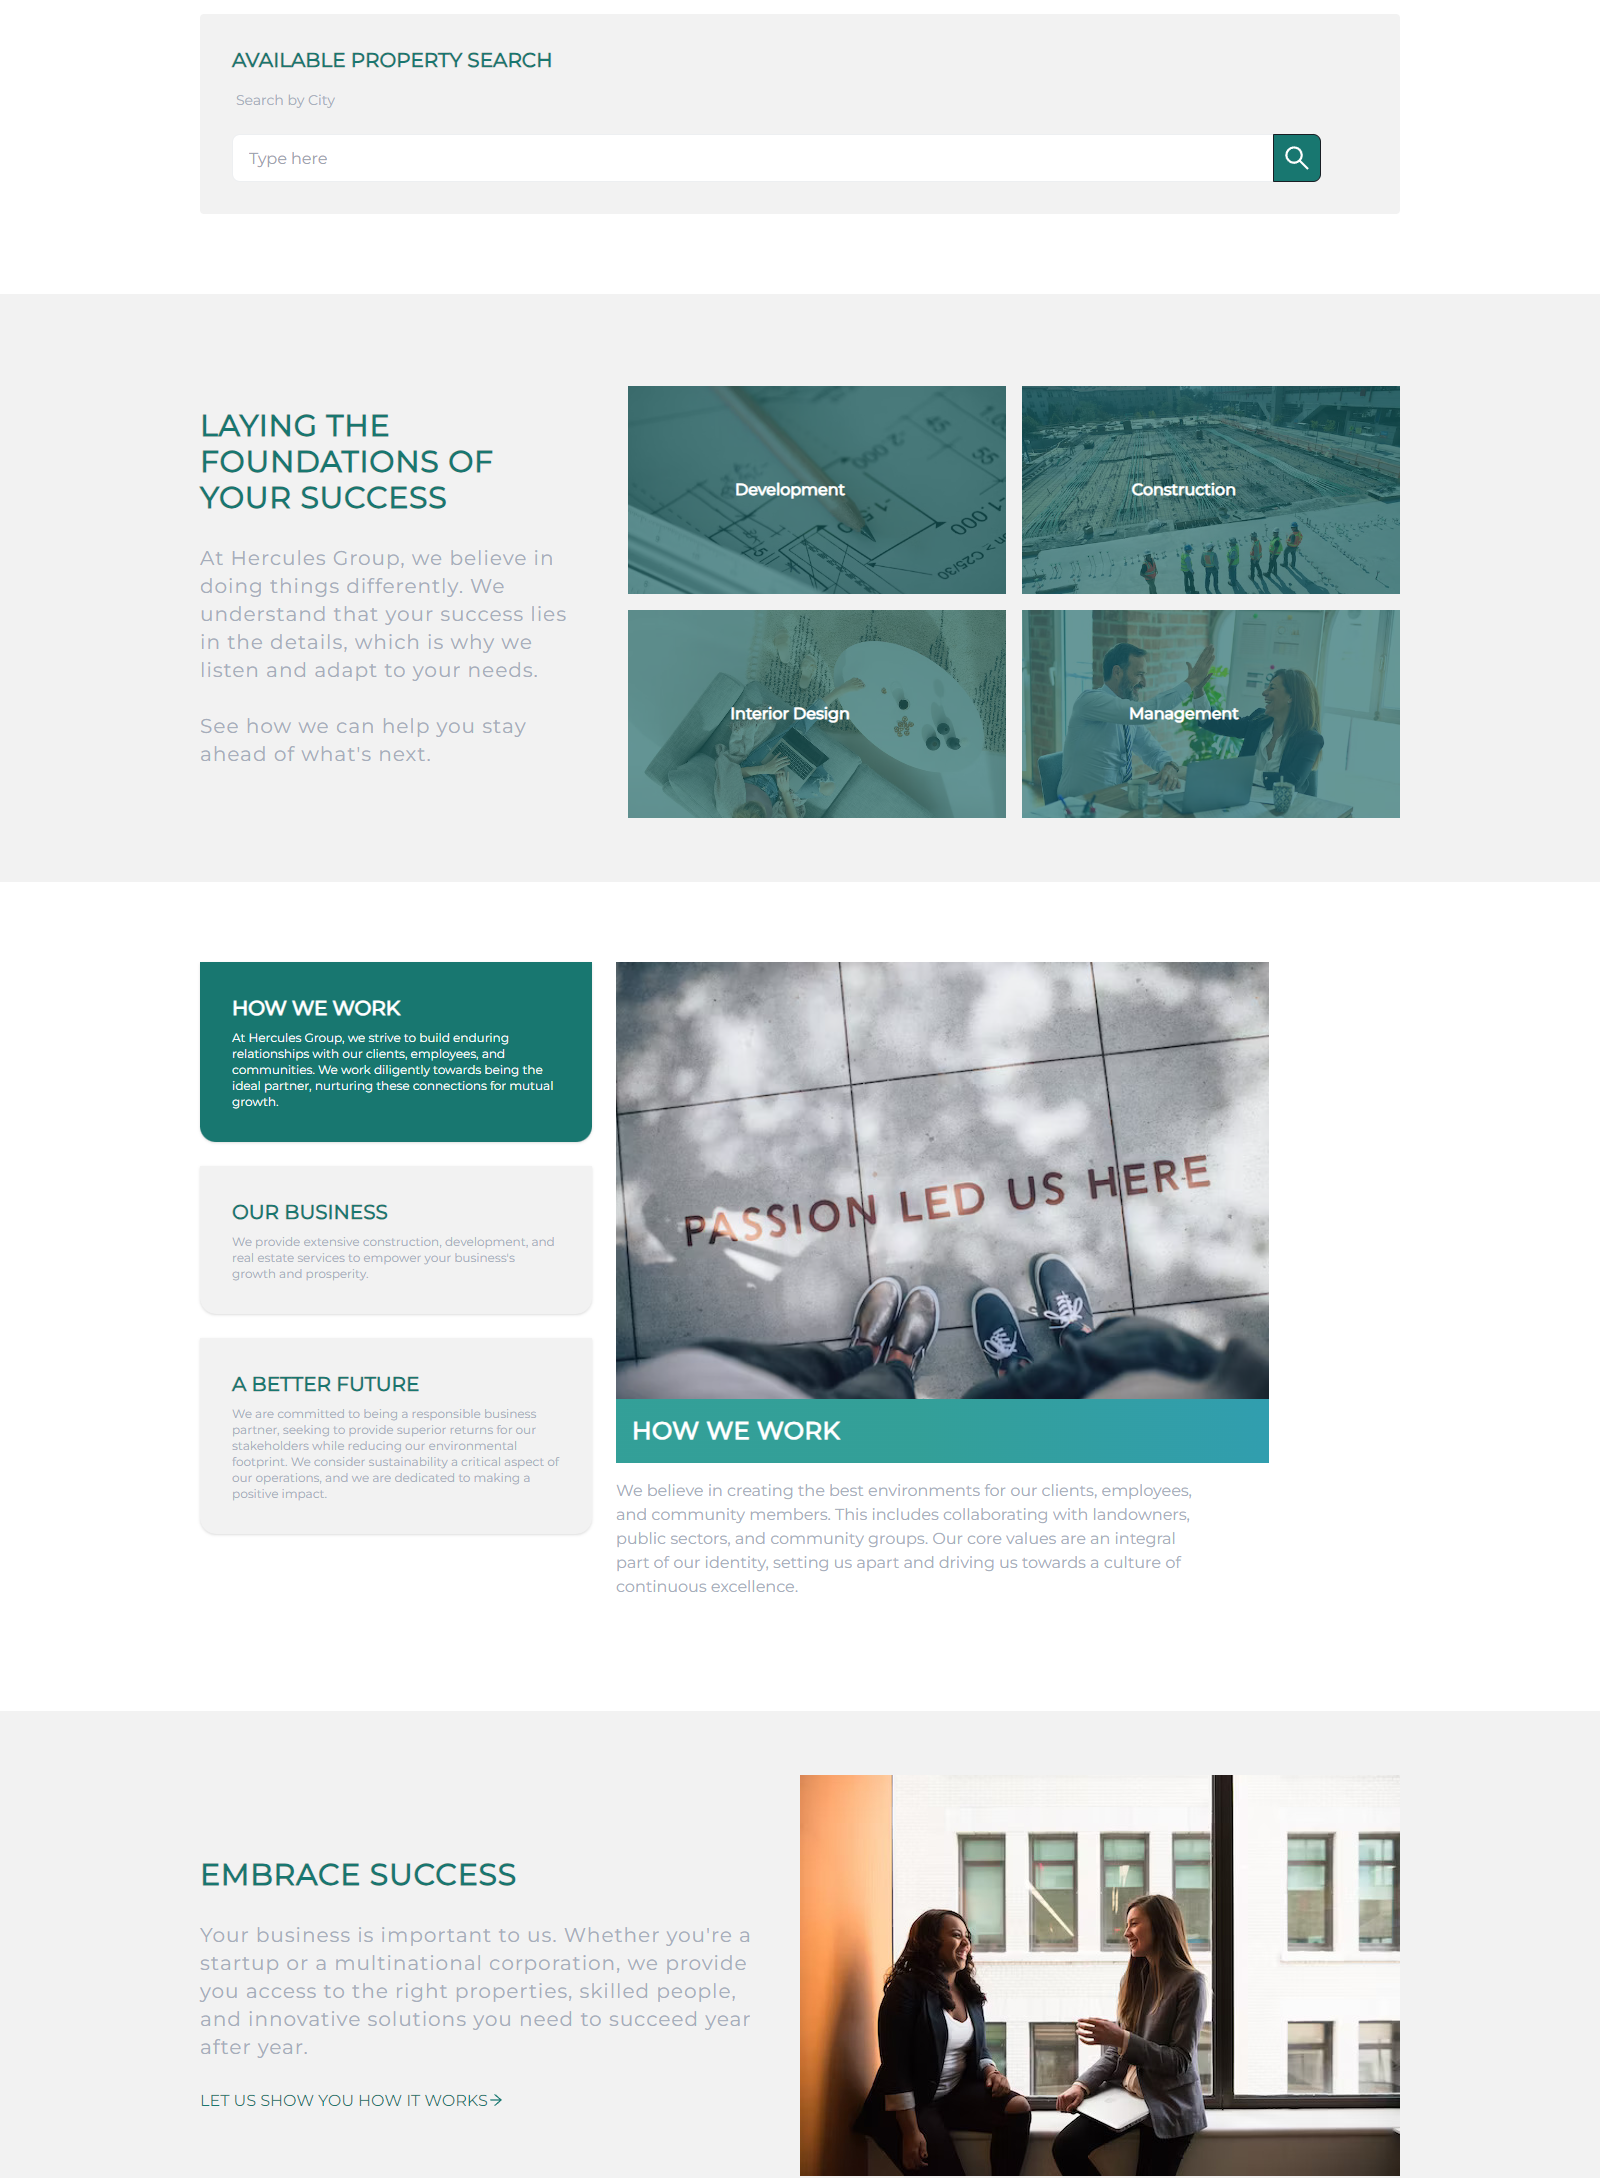 AVAILABLE PROPERTY SEARCH
Search by City
Type here
LAYING THE
FOUNDATIONS OF
YOUR SUCCESS
At Hercules Group, we believe in
doing things differently. We
understand that your success lies
in the details, which is why we
listen and adapt to your needs.
See how we can help you stay
ahead of what's next.
Development
Construction
Interior Design
Management
HOW WE WORK
At Hercules Group, we strive to build enduring
relationships with our clients, employees, and
communities. We work diligently towards being the
ideal partner, nurturing these connections for mutual
growth.
OUR BUSINESS
We provide extensive construction, development, and
real estate services to empower your business's
growth and prosperity.
A BETTER FUTURE
We are committed to being a responsible business
partner, seeking to provide superior returns for our
stakeholders while reducing our environmental
footprint. We consider sustainability a critical aspect of
our operations, and we are dedicated to making a
positive impact.
PASSION LED US HERE
HOW WE WORK
We believe in creating the best environments for our clients, employees,
and community members. This includes collaborating with landowners,
public sectors, and community groups. Our core values are an integral
part of our identity, setting us apart and driving us towards a culture of
continuous excellence.
EMBRACE SUCCESS
Your business is important to us. Whether you're a
startup or a multinational corporation, we provide
you access to the right properties, skilled people,
and innovative solutions you need to succeed year
after year.
LET US SHOW YOU HOW IT WORKS→